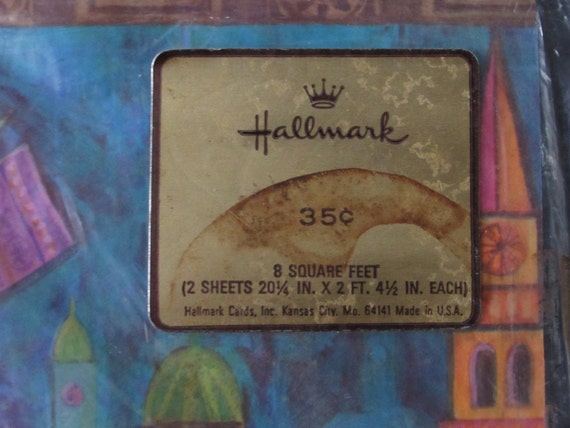 Hallmark
35¢
8 SQUARE FEET
(2 SHEETS 20¼ IN. X 2 FT. 4½ IN. EACH)
Hallmark Cards, Inc. Kansas City, Mo. 64141 Made in U.S.A.